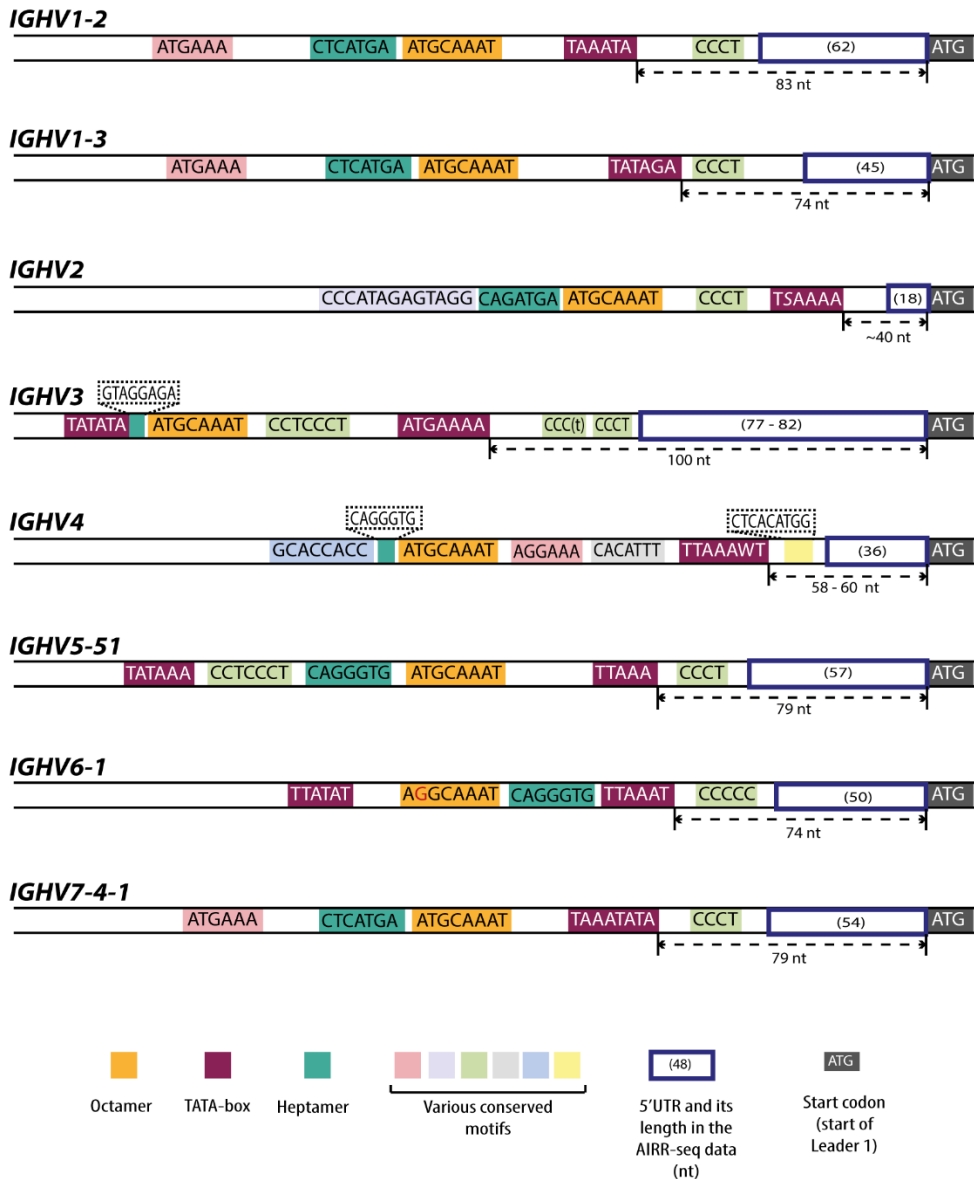 IGHV1-2
ATGAAA CTCATGA ATGCAAAT TAAATA CCCT (62) ATG
83 nt
IGHV1-3
ATGAAA CTCATGA ATGCAAAT TATAGA CCCT (45) ATG
74 nt
IGHV2
CCCATAGAGTAGG CAGATGA ATGCAAAT CCCT TSAAAA (18) ATG
~40 nt
IGHV3
GTAGGAGA
TATATA ATGCAAAT CCTCCCT ATGAAAA CCC(t) CCCT (77 - 82) ATG
100 nt
IGHV4
CAGGGTG CTCACATGG
GCACCACC ATGCAAAT AGGAAA CACATTT TTAAAWT (36) ATG
58 - 60 nt
IGHV5-51
TATAAA CCTCCCT CAGGGTG ATGCAAAT TTAAA CCCT (57) ATG
79 nt
IGHV6-1
TTATAT AGGCAAAT CAGGGTG TTAAAT CCCCC (50) ATG
74 nt
IGHV7-4-1
ATGAAA CTCATGA ATGCAAAT TAAATATA CCCT (54) ATG
79 nt
(48) ATG
Octamer TATA-box Heptamer Various conserved
motifs
5'UTR and its
length in the
AIRR-seq data
(nt)
Start codon
(start of
Leader 1)